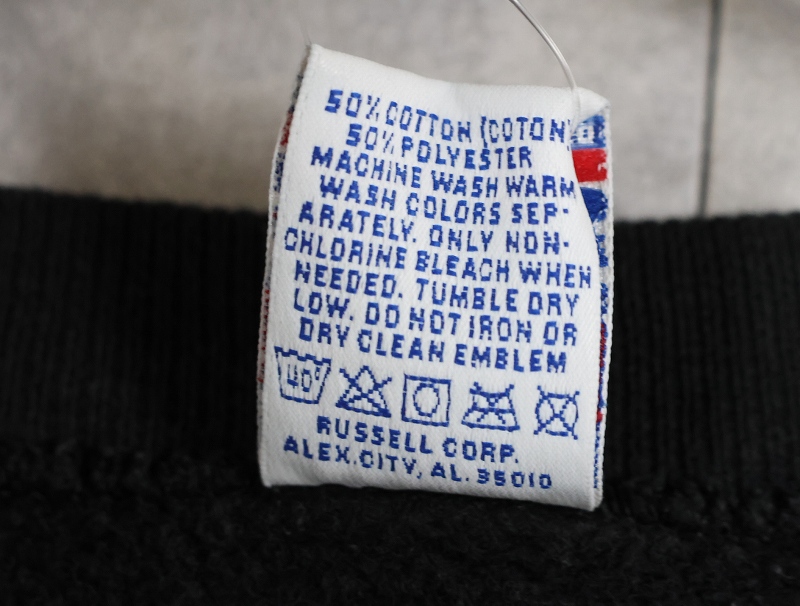 50% COTTON (COTON)
50% POLYESTER
MACHINE WASH WARM
WASH COLORS SEP-
ARATELY. ONLY NON-
CHLORINE BLEACH WHEN
NEEDED. TUMBLE DRY
LOW. DO NOT IRON OR
DRY CLEAN EMBLEM
40°
RUSSELL CORP.
ALEX.CITY, AL. 35010